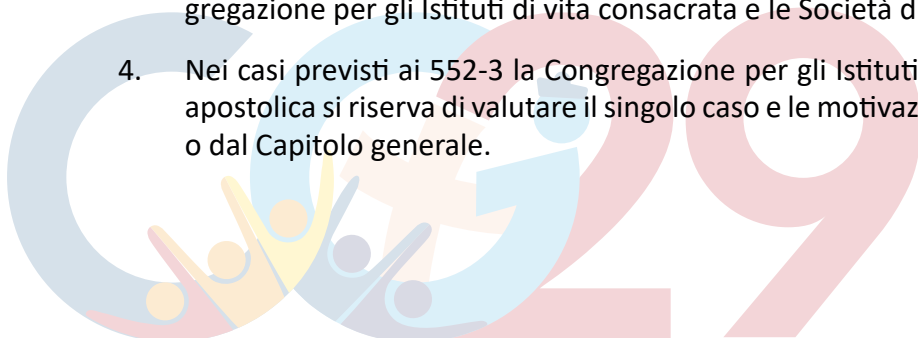 gregazione per gli Istituti di vita consacrata e le Società d
4. Nei casi previsti ai 552-3 la Congregazione per gli Istituti
apostolica si riserva di valutare il singolo caso e le motivaz
o dal Capitolo generale.
CG29